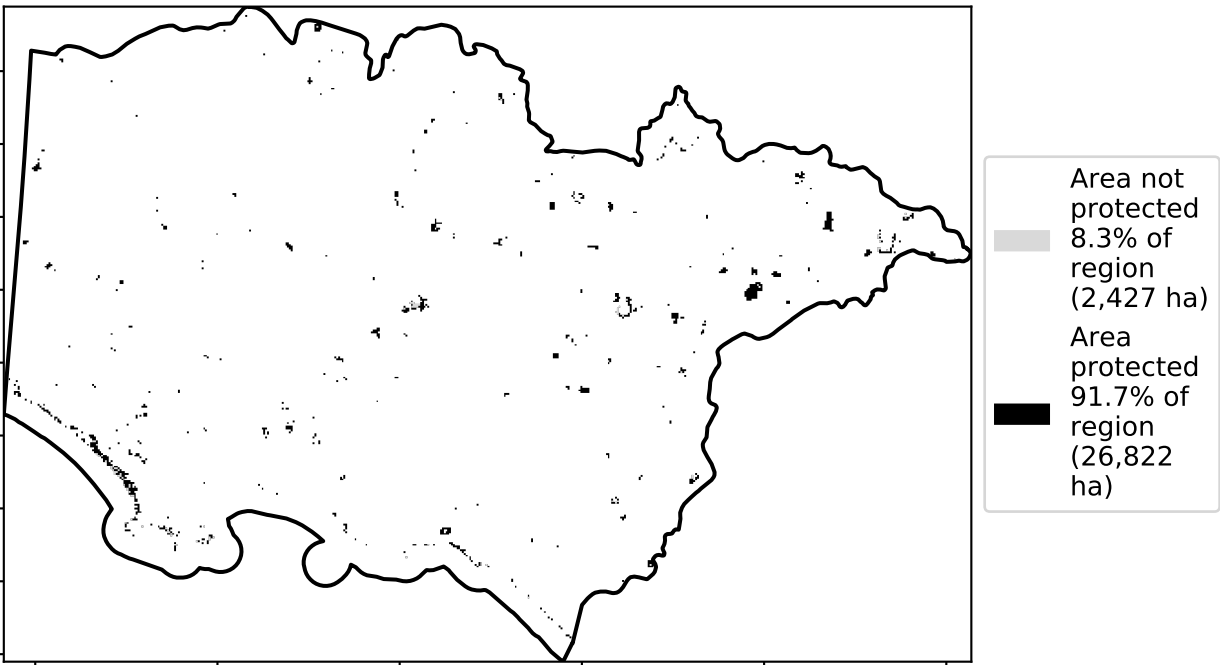 Area not
protected
8.3% of
region
(2,427 ha)
Area
protected
91.7% of
region
(26,822
ha)